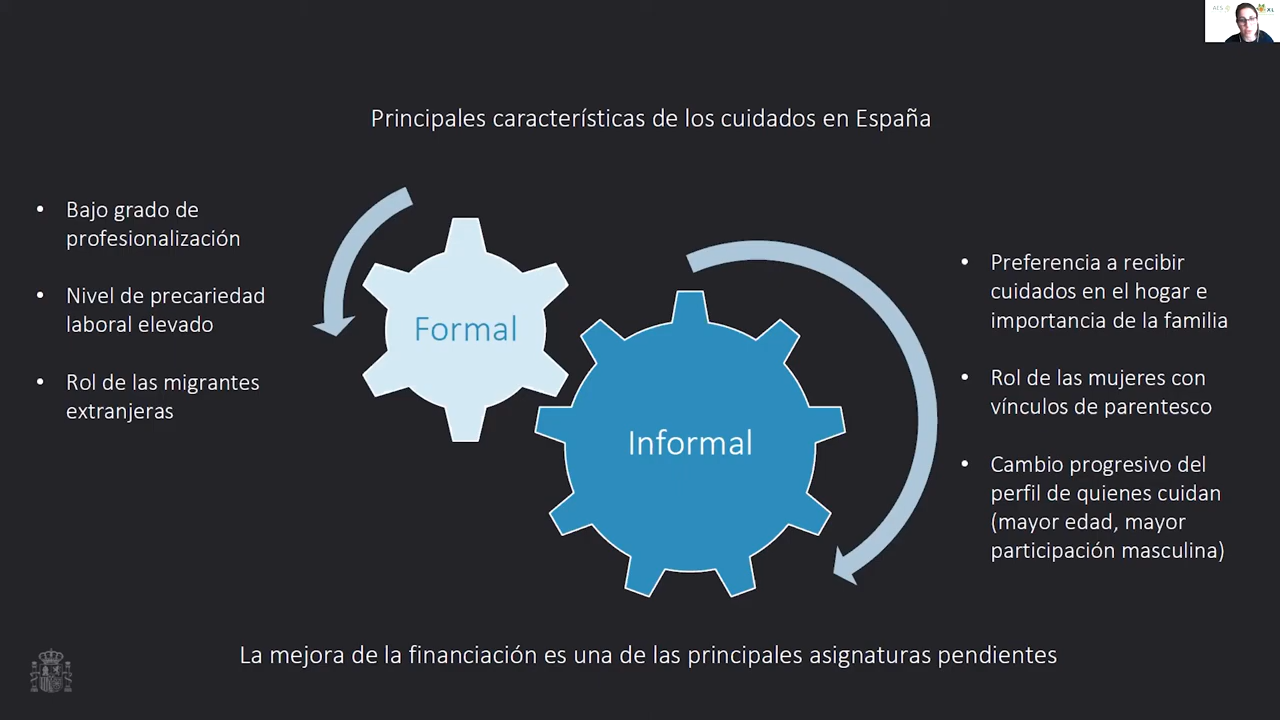 AES
XL
Principales características de los cuidados en España
• Bajo grado de
profesionalización
• Nivel de precariedad
laboral elevado
• Rol de las migrantes
extranjeras
Formal
Informal
• Preferencia a recibir
cuidados en el hogar e
importancia de la familia
• Rol de las mujeres con
vínculos de parentesco
• Cambio progresivo del
perfil de quienes cuidan
(mayor edad, mayor
participación masculina)
La mejora de la financiación es una de las principales asignaturas pendientes